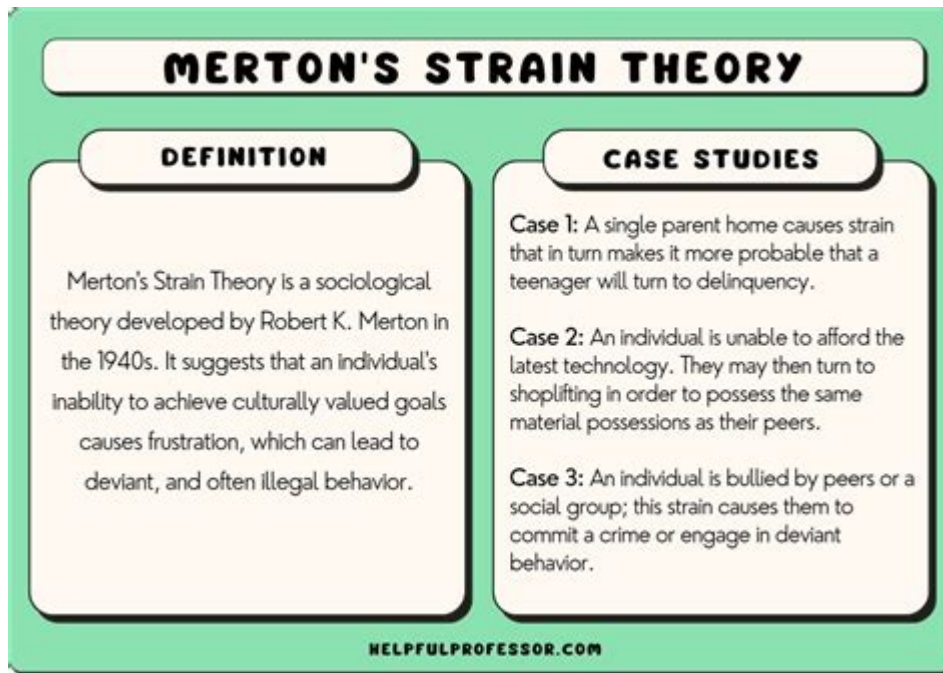 MERTON'S STRAIN THEORY
DEFINITION
Merton's Strain Theory is a sociological
theory developed by Robert K. Merton in
the 1940s. It suggests that an individual's
inability to achieve culturally valued goals
causes frustration, which can lead to
deviant, and often illegal behavior.
CASE STUDIES
Case 1: A single parent home causes strain
that in turn makes it more probable that a
teenager will turn to delinquency.
Case 2: An individual is unable to afford the
latest technology. They may then turn to
shoplifting in order to possess the same
material possessions as their peers.
Case 3: An individual is bullied by peers or a
social group; this strain causes them to
commit a crime or engage in deviant
behavior.
HELPFULPROFESSOR.COM